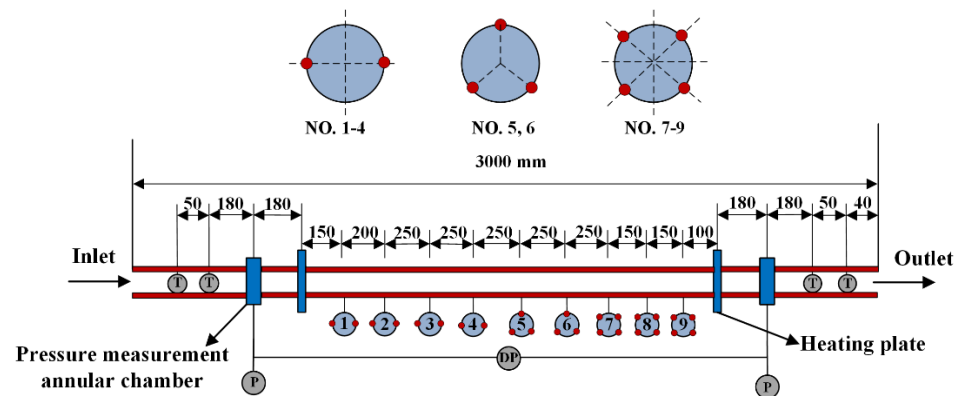 NO. 1-4
NO. 5, 6
NO. 7-9
3000 mm
50
180
180
180
180
50
40
150
200
250
250
250
250
250
150
150
100
Inlet
Outlet
T
T
T
T
1
2
3
4
5
6
7
8
9
Pressure measurement
annular chamber
Heating plate
DP
P
P